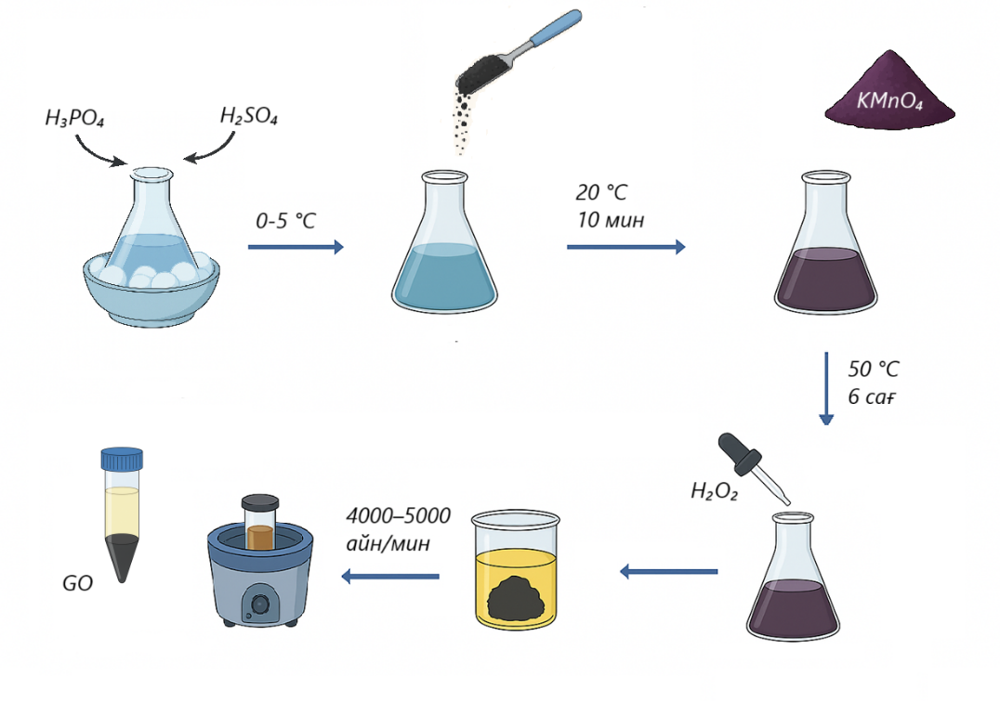 H₃PO₄
H₂SO₄
0-5 °C
20 °C
10 мин
KMnO₄
50 °C
6 сағ
H₂O₂
4000–5000
айн/мин
GO